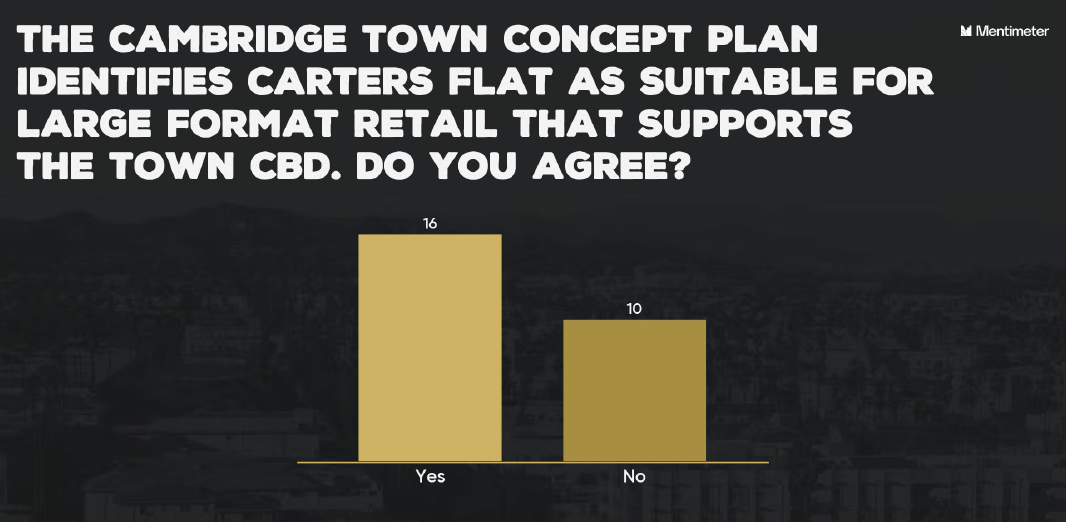 THE CAMBRIDGE TOWN CONCEPT PLAN
IDENTIFIES CARTERS FLAT AS SUITABLE FOR
LARGE FORMAT RETAIL THAT SUPPORTS
THE TOWN CBD. DO YOU AGREE?
Mentimeter
16
10
Yes
No